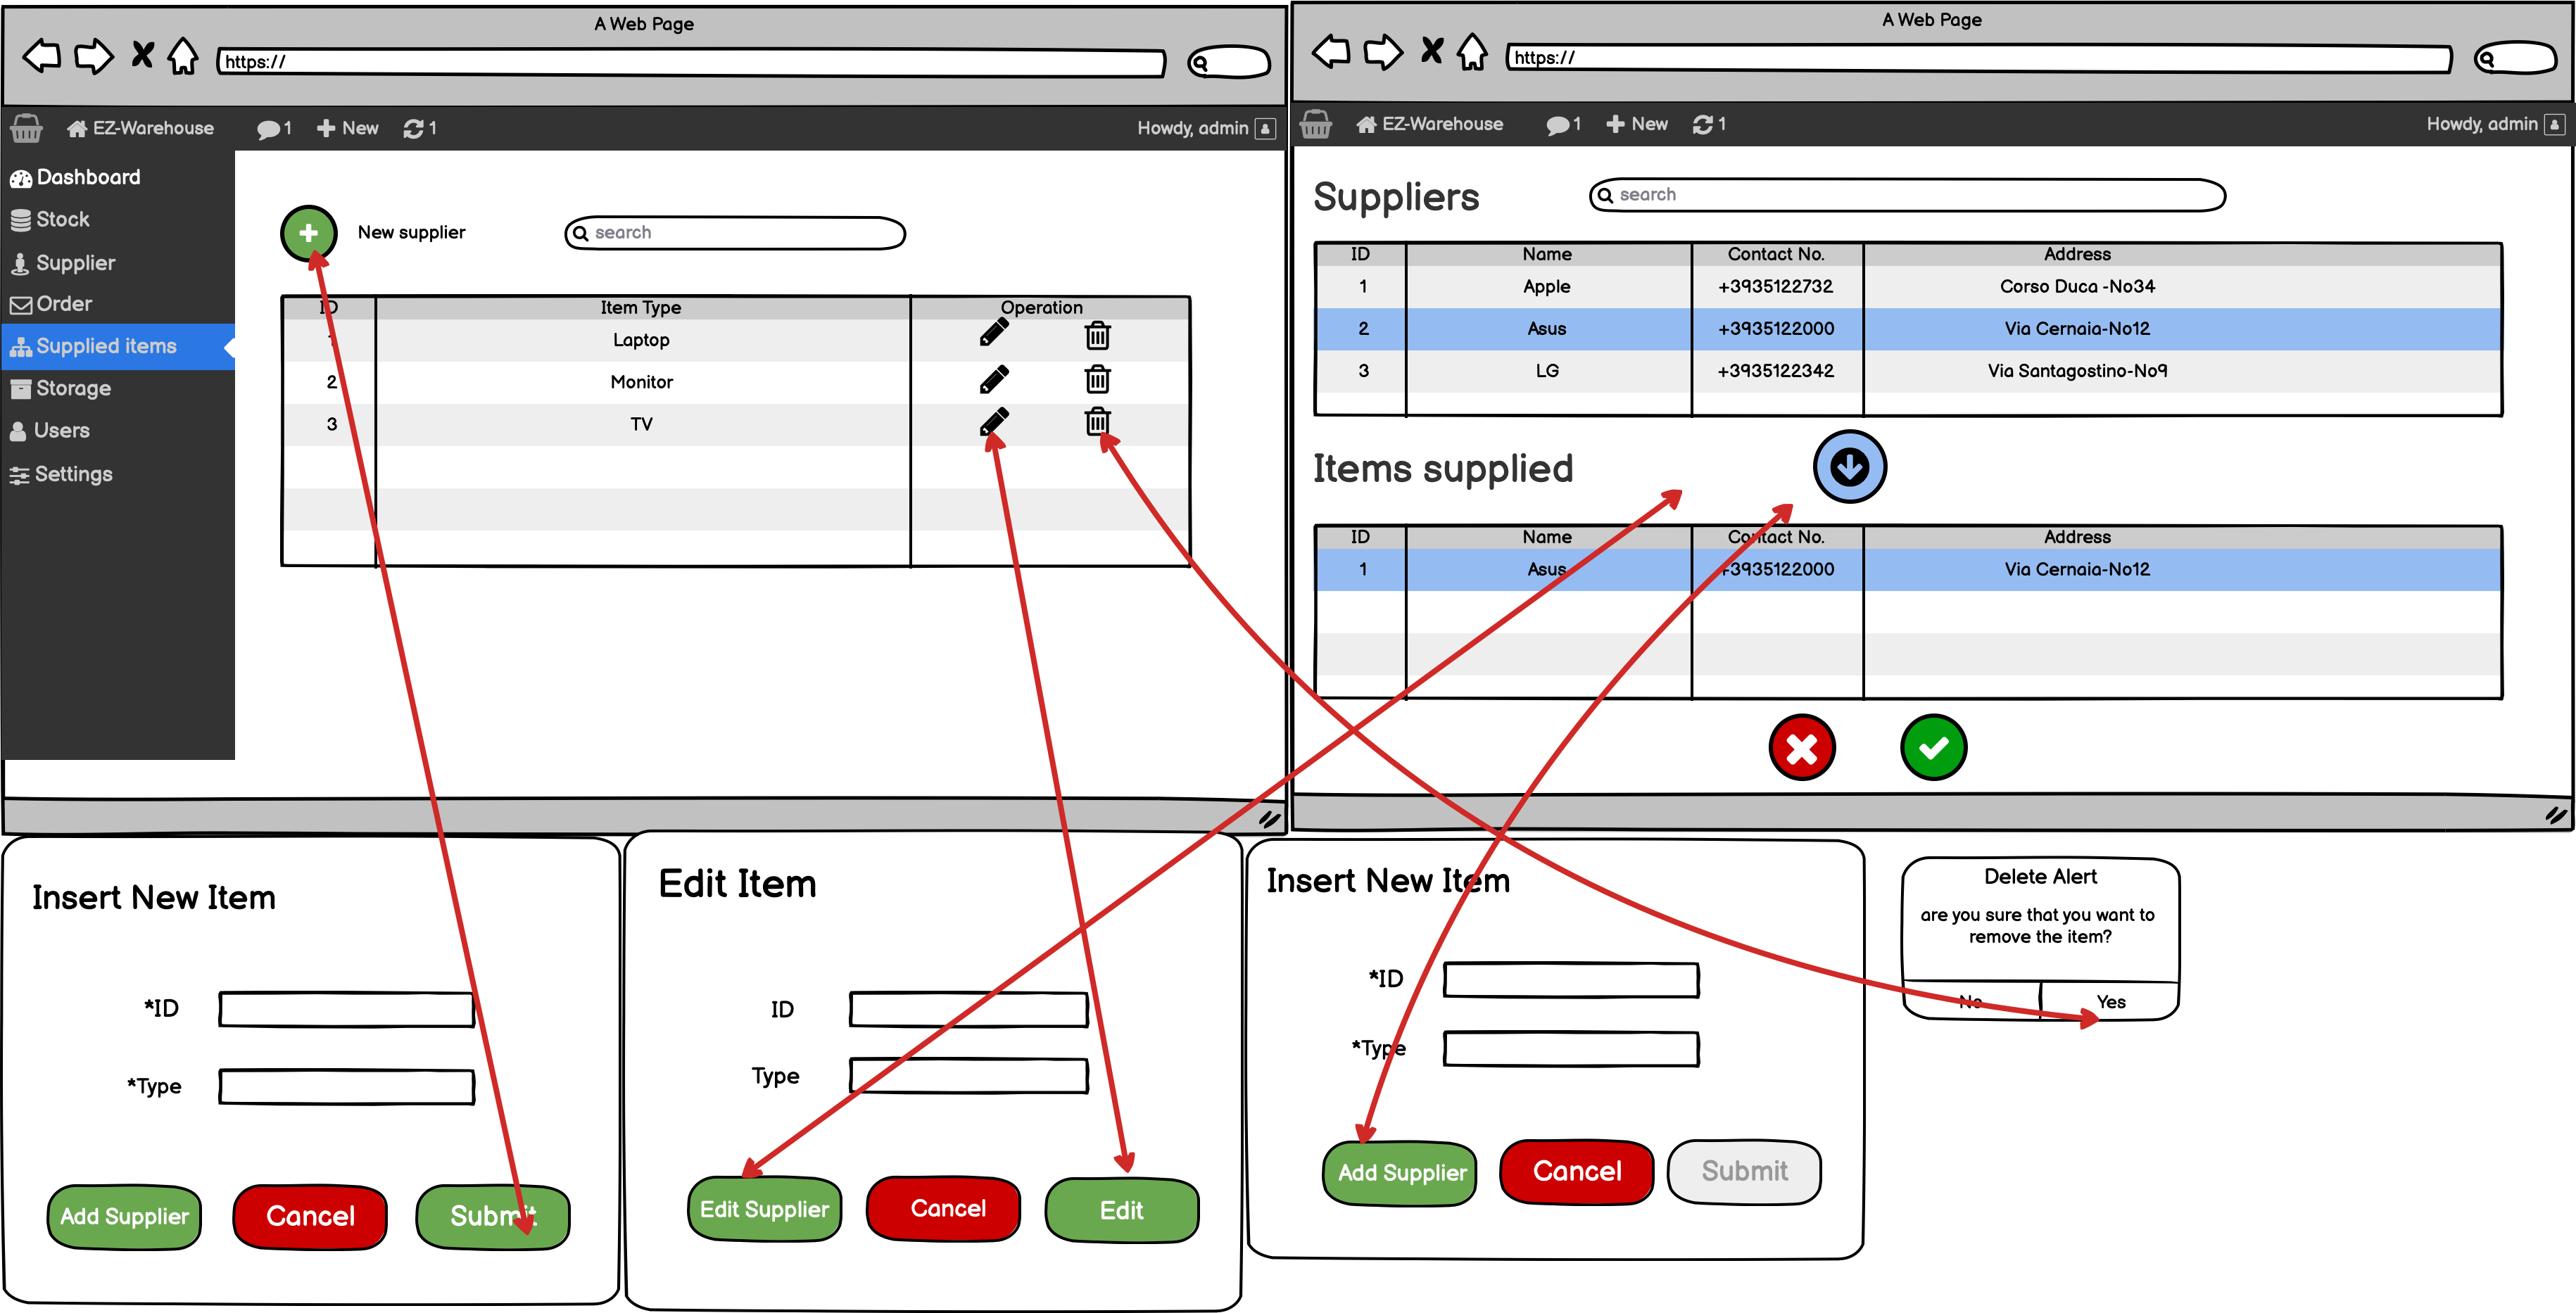 A Web Page
https://
EZ-Warehouse 1 New 1 Howdy, admin
Dashboard
Stock
Supplier
Order
Supplied items
Storage
Users
Settings
New supplier search
ID Item Type Operation
1 Laptop
2 Monitor
3 TV
A Web Page
https://
EZ-Warehouse 1 New 1 Howdy, admin
Suppliers search
ID Name Contact No. Address
1 Apple +3935122732 Corso Duca -No34
2 Asus +3935122000 Via Cernaia-No12
3 LG +3935122342 Via Santagostino-No9
Items supplied
ID Name Contact No. Address
1 Asus +3935122000 Via Cernaia-No12
Insert New Item
*ID
*Type
Add Supplier Cancel Submit
Edit Item
ID
Type
Edit Supplier Cancel Edit
Insert New Item
*ID
*Type
Add Supplier Cancel Submit
Delete Alert
are you sure that you want to
remove the item?
No Yes